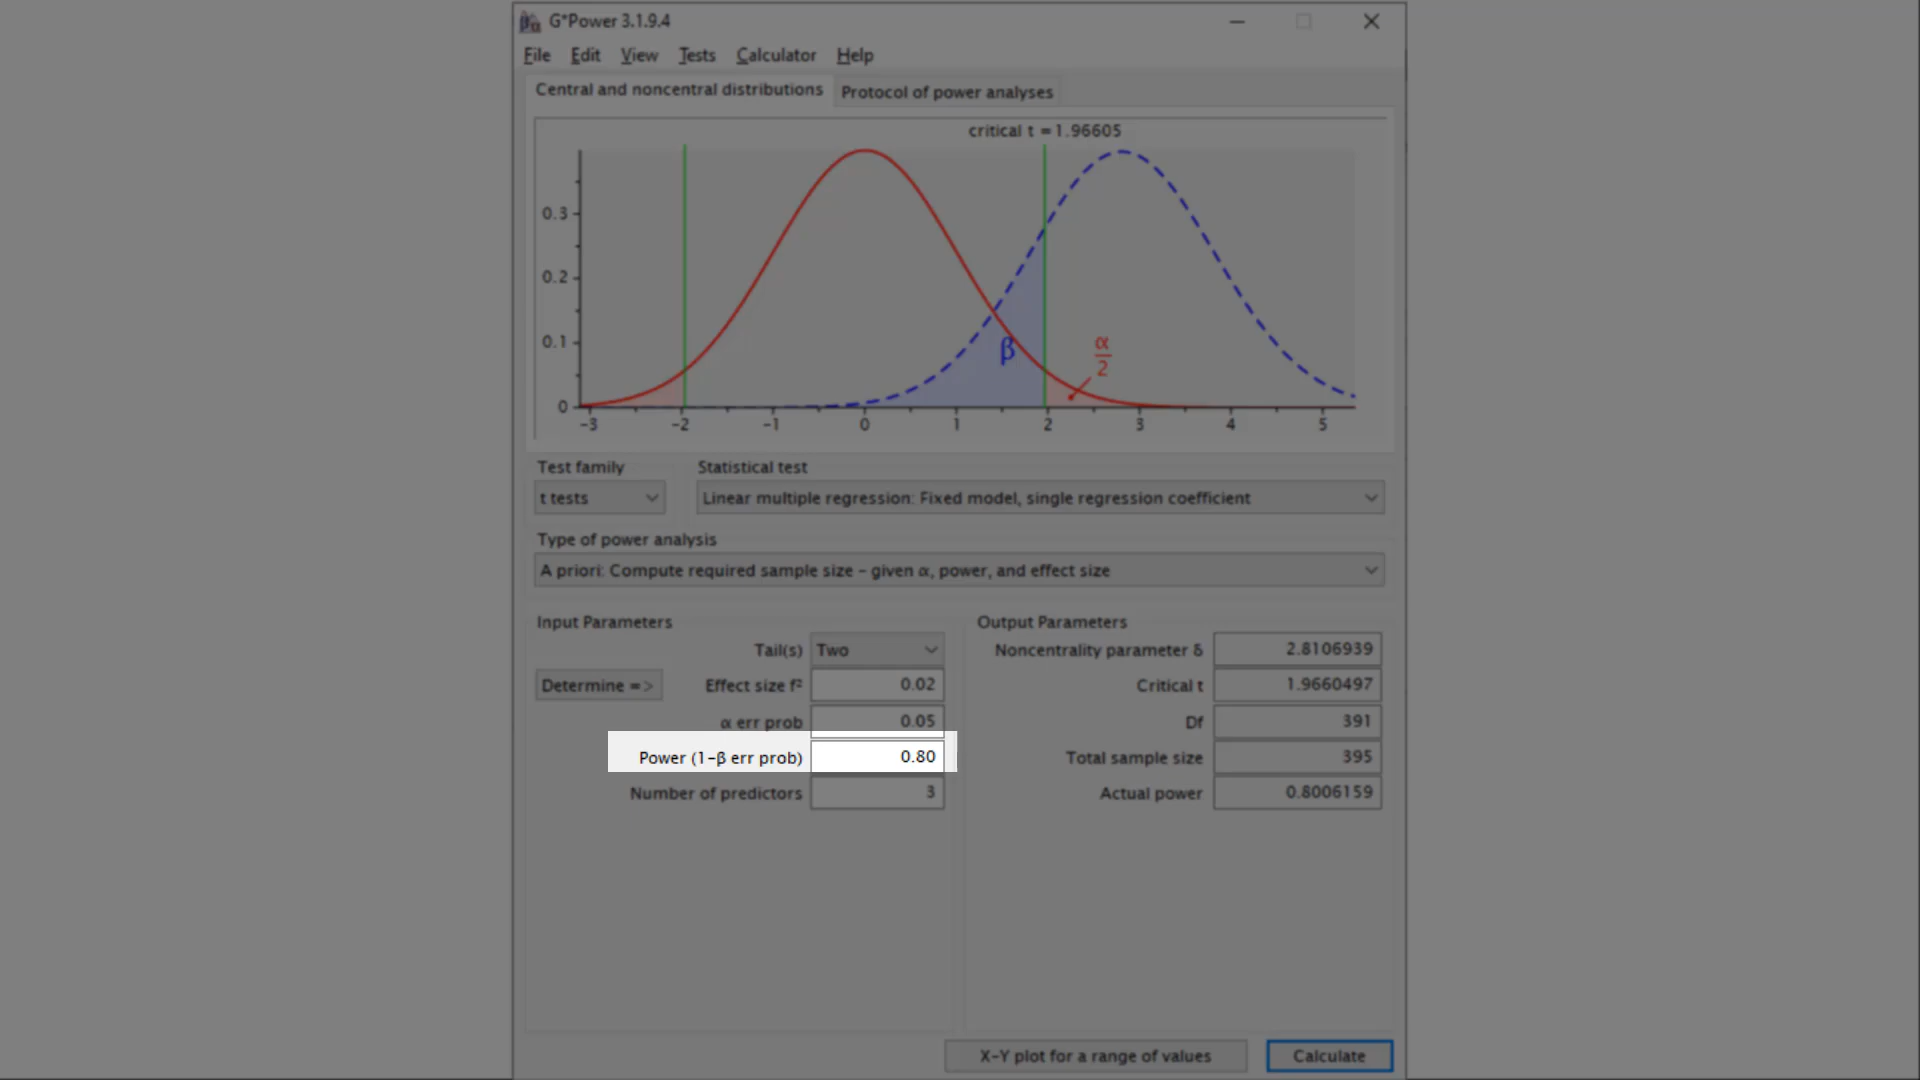 G*Power 3.1.9.4
File Edit View Tests Calculator Help
Central and noncentral distributions Protocol of power analyses
critical t = 1.96605
0.3
0.2
0.1
0
β
α
2
-3 -2 -1 0 1 2 3 4 5
Test family Statistical test
t tests Linear multiple regression: Fixed model, single regression coefficient
Type of power analysis
A priori: Compute required sample size - given α, power, and effect size
Input Parameters Output Parameters
Tail(s) Two Noncentrality parameter δ 2.8106939
Determine => Effect size f² 0.02 Critical t 1.9660497
α err prob 0.05 Df 391
Power (1-β err prob) 0.80 Total sample size 395
Number of predictors 3 Actual power 0.8006159
X-Y plot for a range of values Calculate